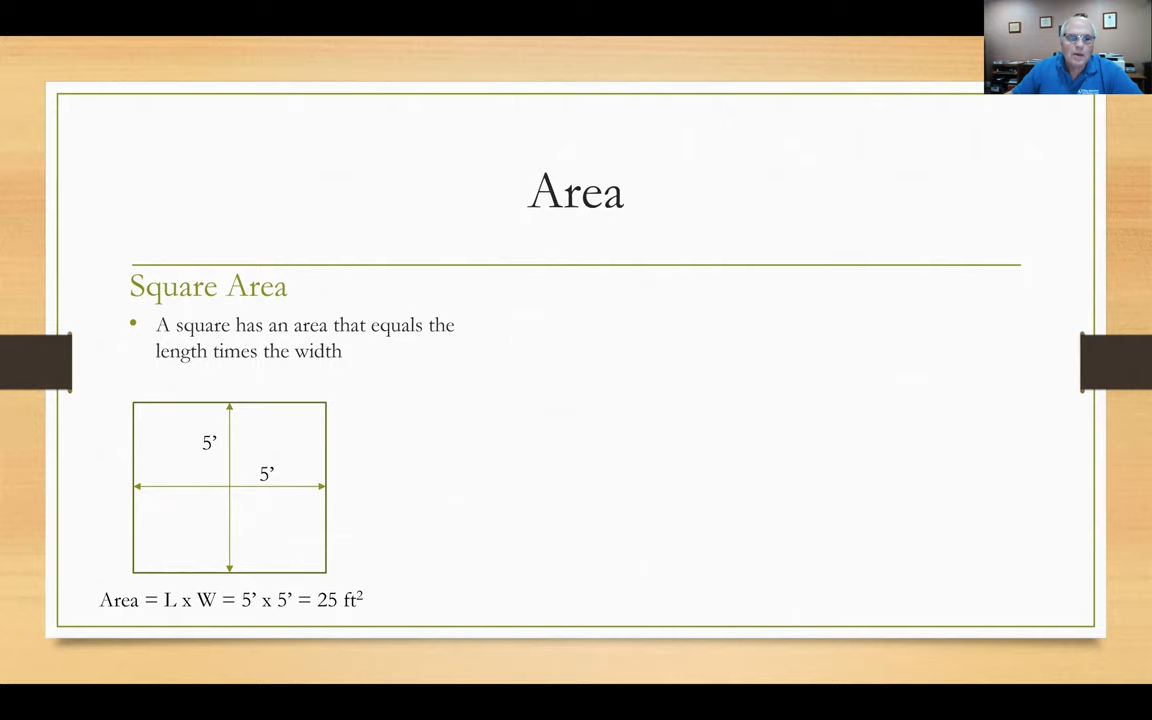 Area
Square Area
• A square has an area that equals the
length times the width
5’
5’
Area = L x W = 5’ x 5’ = 25 ft²